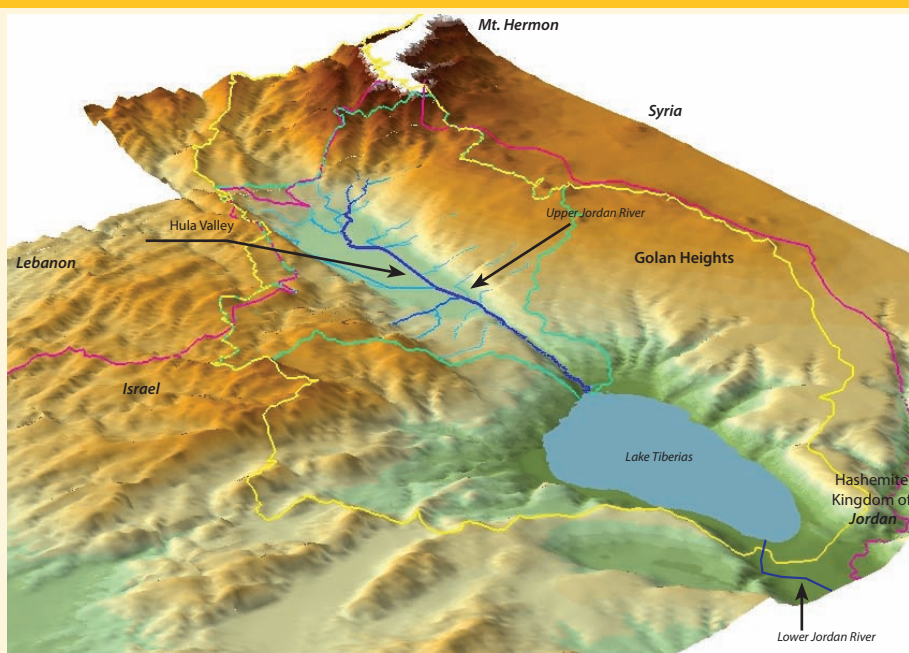 Mt. Hermon
Syria
Upper Jordan River
Hula Valley
Lebanon
Golan Heights
Israel
Lake Tiberias
Hashemite
Kingdom of
Jordan
Lower Jordan River